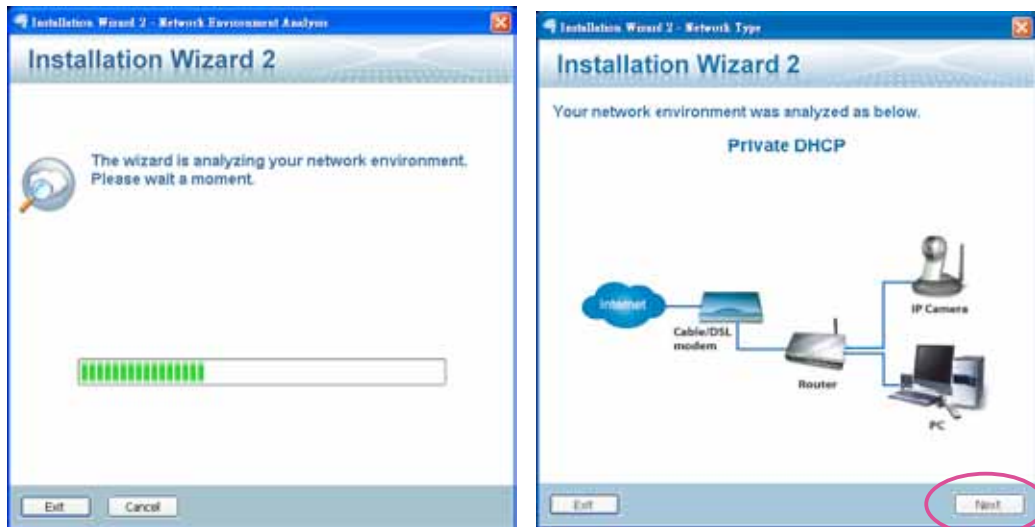 Installation Wizard 2 - Network Environment Analysis
Installation Wizard 2
The wizard is analyzing your network environment.
Please wait a moment.
Exit
Cancel
Installation Wizard 2 - Network Type
Installation Wizard 2
Your network environment was analyzed as below.
Private DHCP
Internet
Cable/DSL
modem
Router
IP Camera
PC
Exit
Next